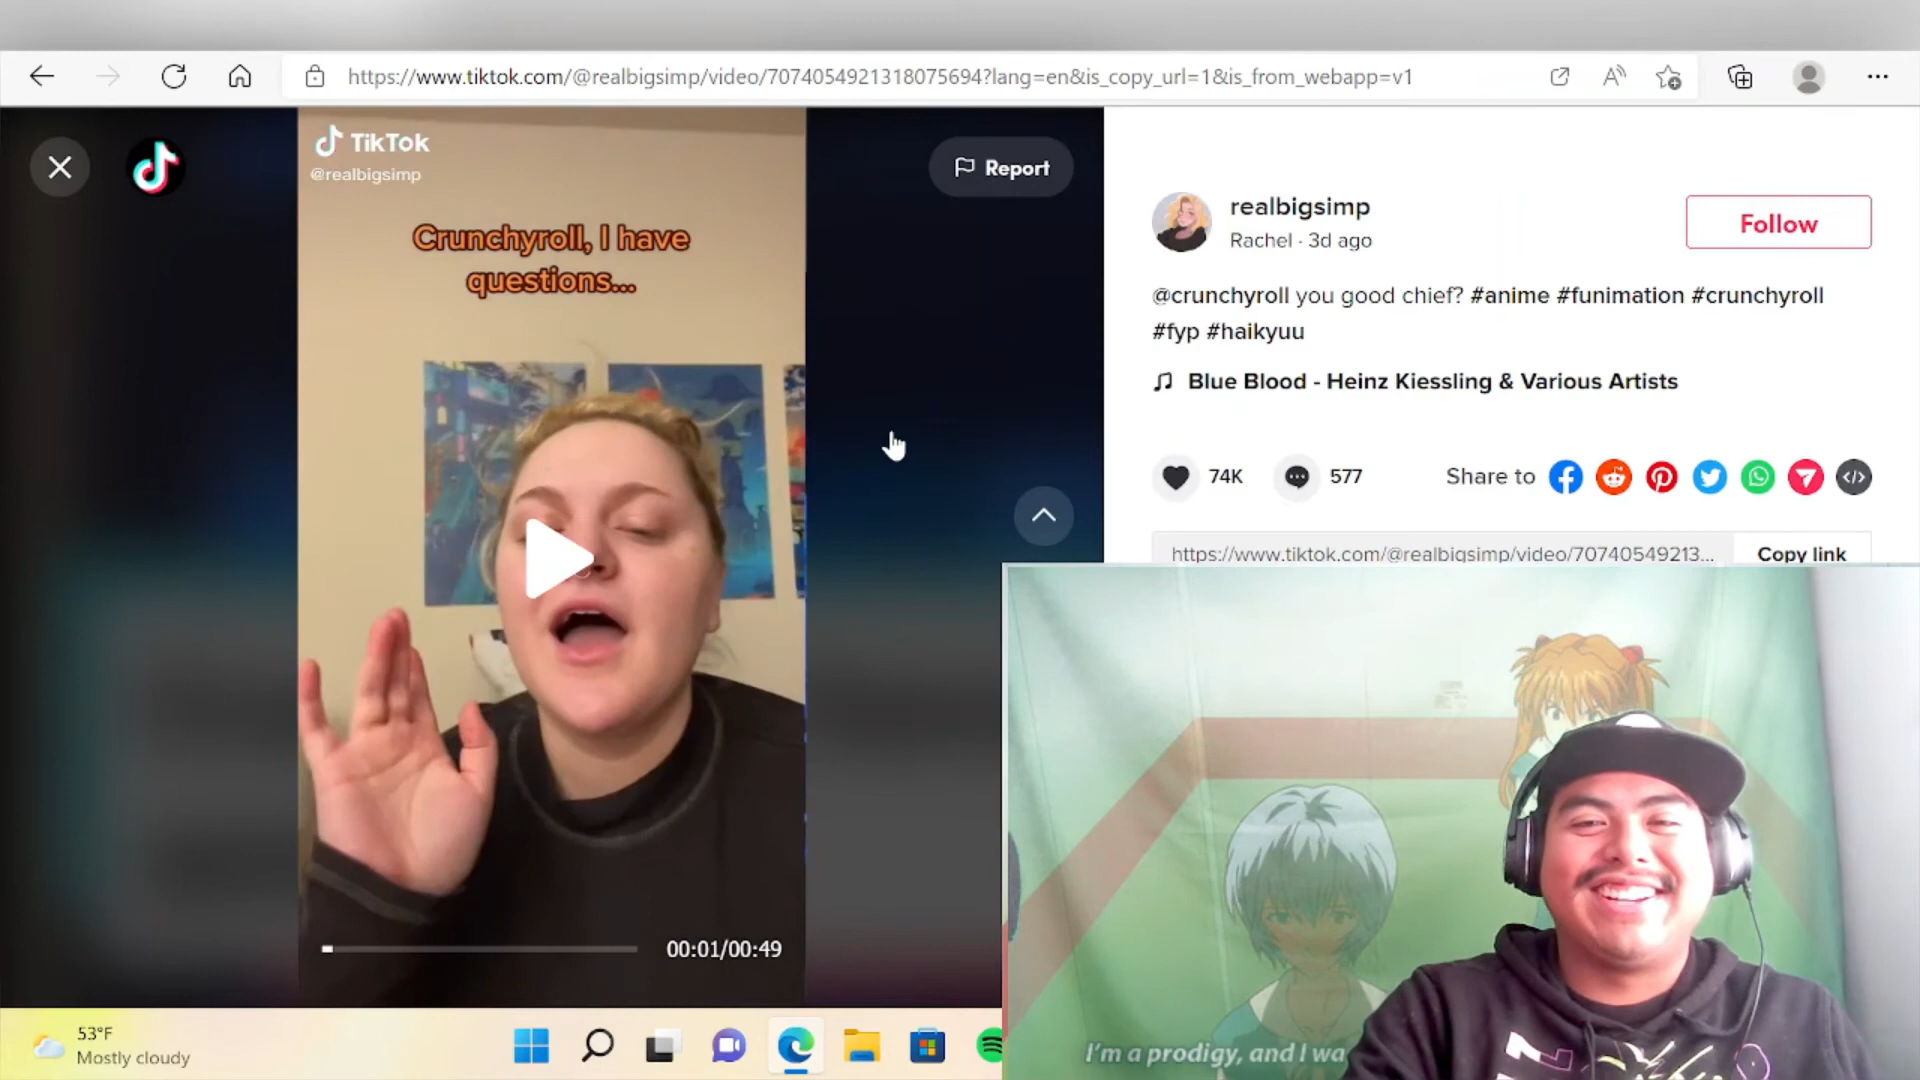 https://www.tiktok.com/@realbigsimp/video/7074054921318075694?lang=en&is_copy_url=1&is_from_webapp=v1
TikTok
@realbigsimp
Report
Crunchyroll, I have
questions...
realbigsimp
Rachel · 3d ago
Follow
@crunchyroll you good chief? #anime #funimation #crunchyroll
#fyp #haikyuu
Blue Blood - Heinz Kiessling & Various Artists
74K
577
Share to
https://www.tiktok.com/@realbigsimp/video/70740549213...
Copy link
00:01/00:49
I'm a prodigy, and I wa
53°F
Mostly cloudy